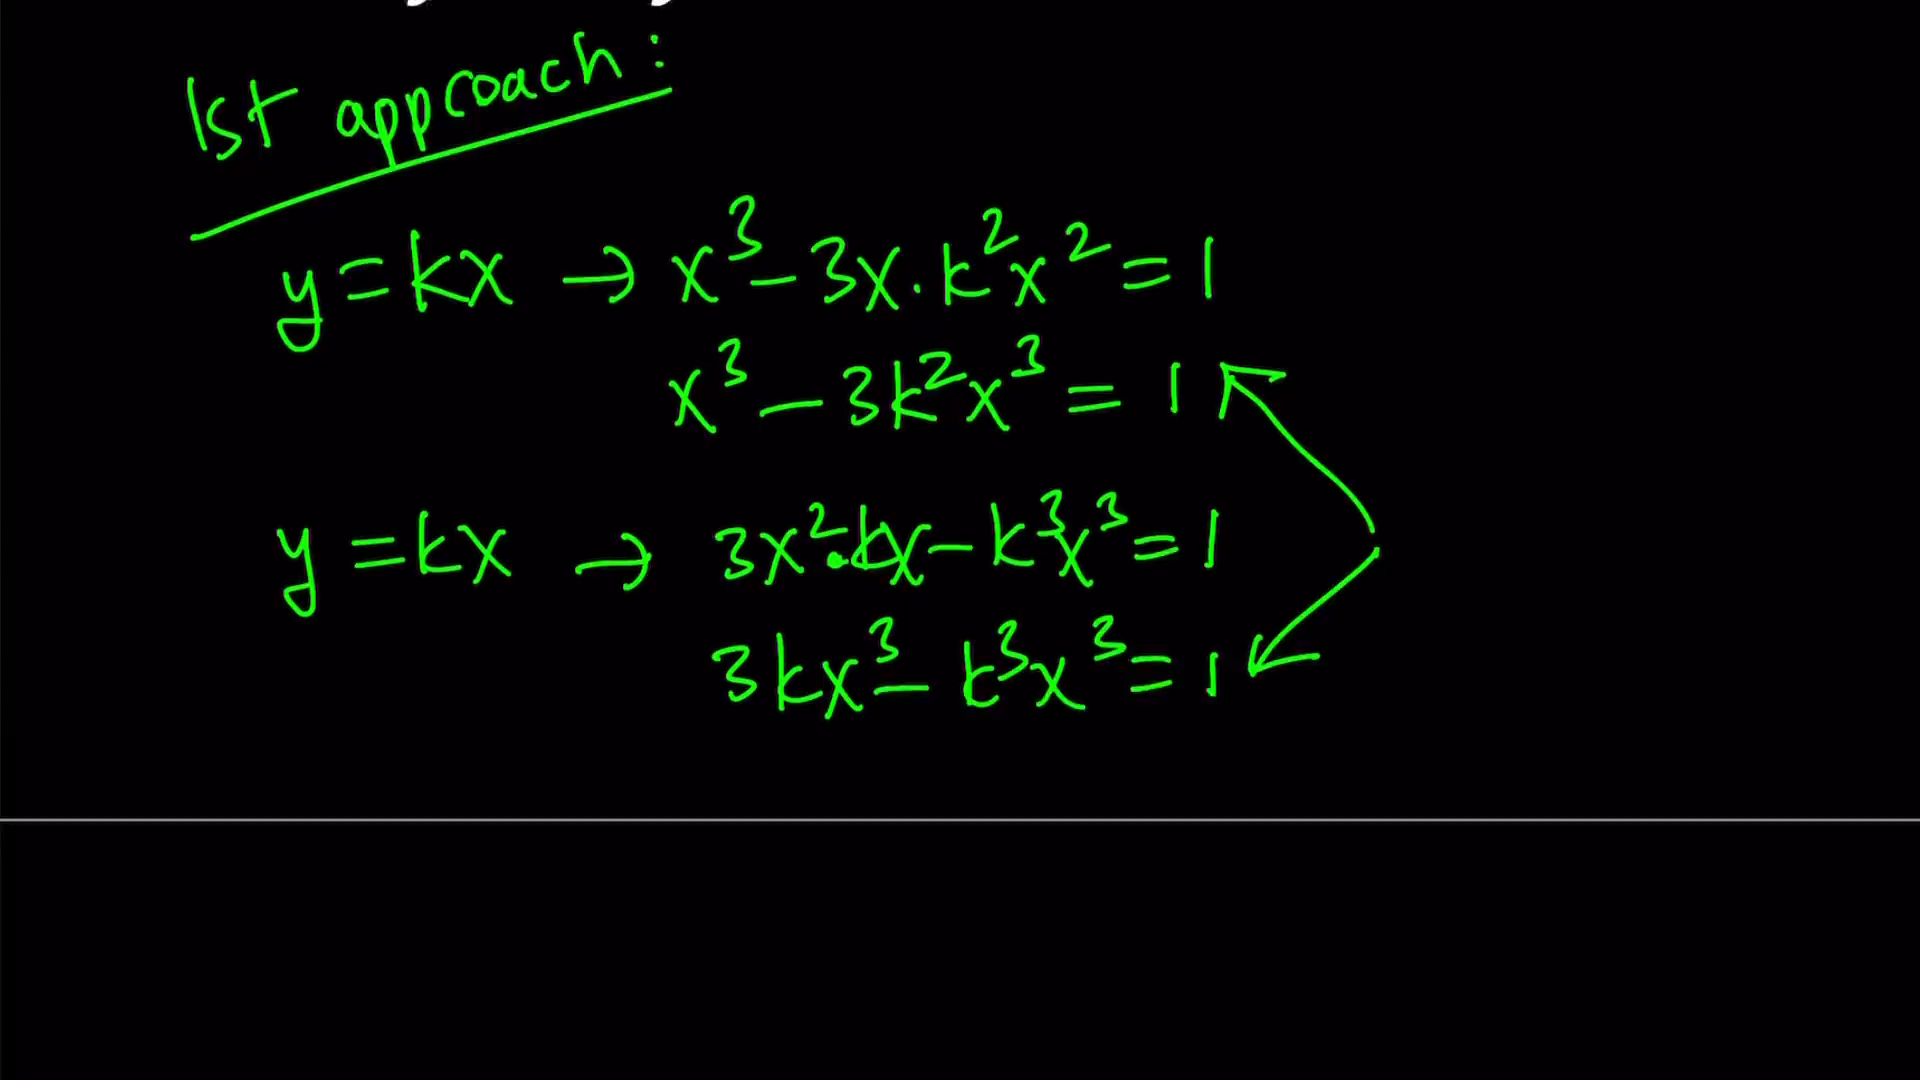 1st approach:
y=kx → x³-3x.k²x²=1
x³-3k²x³=1
y=kx → 3x².kx-k³x³=1
3kx³-k³x³=1